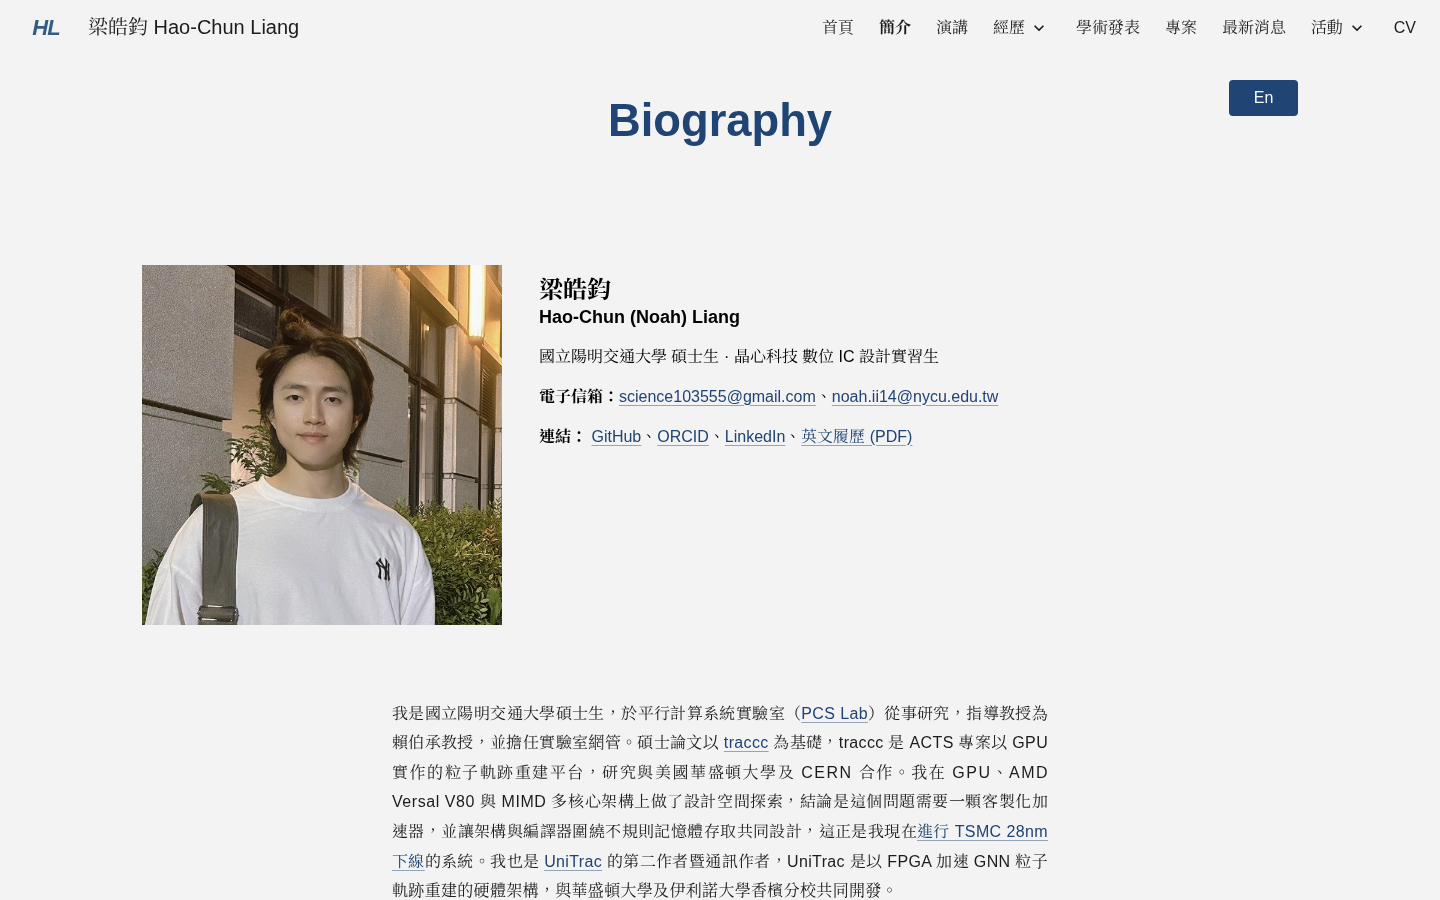 HL 梁皓鈞 Hao-Chun Liang 首頁 簡介 演講 經歷 學術發表 專案 最新消息 活動 CV
En
Biography
梁皓鈞
Hao-Chun (Noah) Liang
國立陽明交通大學 碩士生 · 晶心科技 數位 IC 設計實習生
電子信箱：science103555@gmail.com、noah.ii14@nycu.edu.tw
連結： GitHub、ORCID、LinkedIn、英文履歷 (PDF)
我是國立陽明交通大學碩士生，於平行計算系統實驗室（PCS Lab）從事研究，指導教授為
賴伯承教授，並擔任實驗室網管。碩士論文以 traccc 為基礎，traccc 是 ACTS 專案以 GPU
實作的粒子軌跡重建平台，研究與美國華盛頓大學及 CERN 合作。我在 GPU、AMD
Versal V80 與 MIMD 多核心架構上做了設計空間探索，結論是這個問題需要一顆客製化加
速器，並讓架構與編譯器圍繞不規則記憶體存取共同設計，這正是我現在進行 TSMC 28nm
下線的系統。我也是 UniTrac 的第二作者暨通訊作者，UniTrac 是以 FPGA 加速 GNN 粒子
軌跡重建的硬體架構，與華盛頓大學及伊利諾大學香檳分校共同開發。